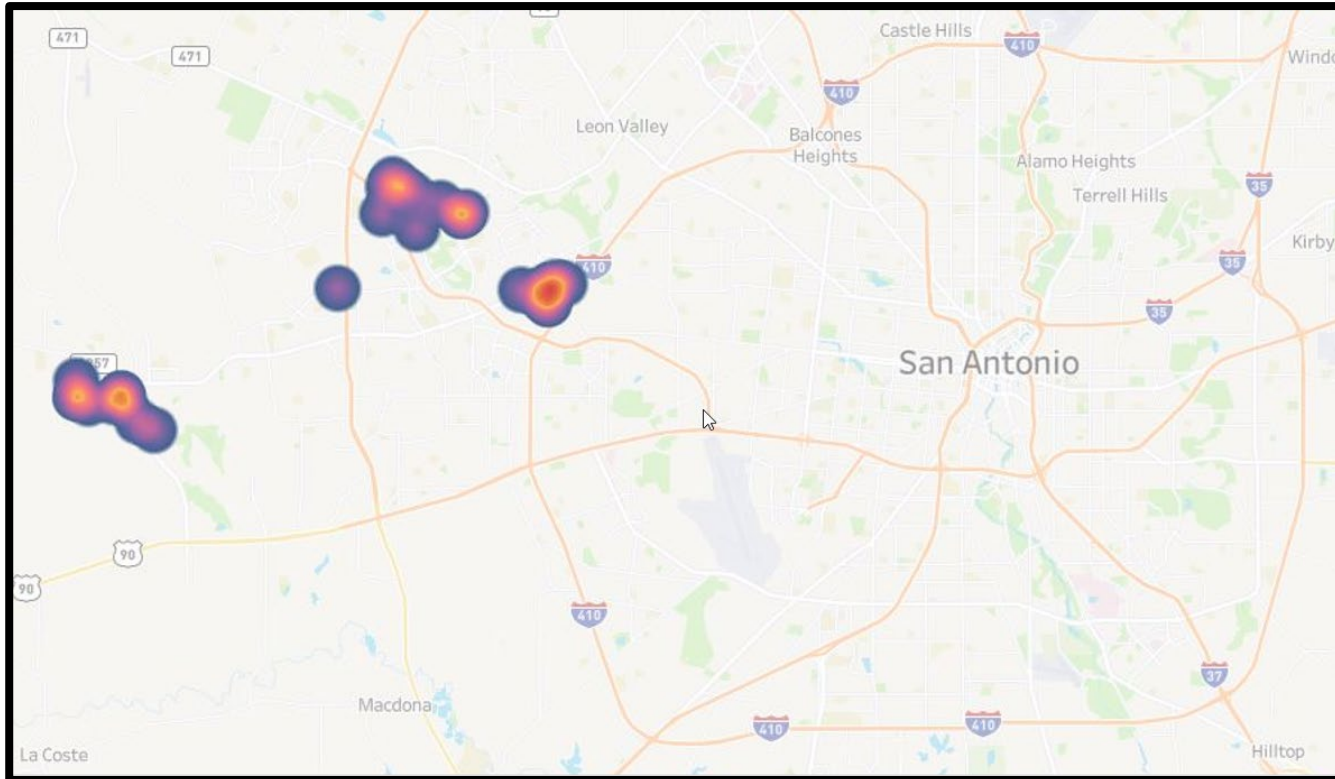 471
471
Castle Hills
410
Windc
410
Leon Valley
Balcones
Heights
Alamo Heights
Terrell Hills
35
Kirby
410
35
35
San Antonio
90
90
410
37
Macdona
410
410
La Coste
Hilltop